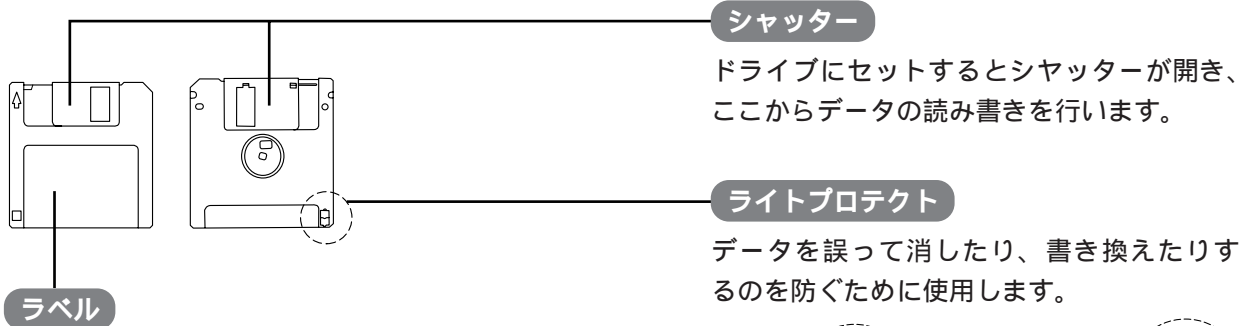 シャッター
ドライブにセットするとシヤッターが開き、
ここからデータの読み書きを行います。
ライトプロテクト
データを誤って消したり、書き換えたりす
るのを防ぐために使用します。
ラベル